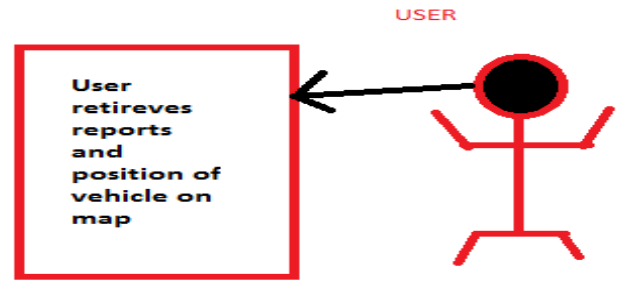 USER
User
retireves
reports
and
position of
vehicle on
map